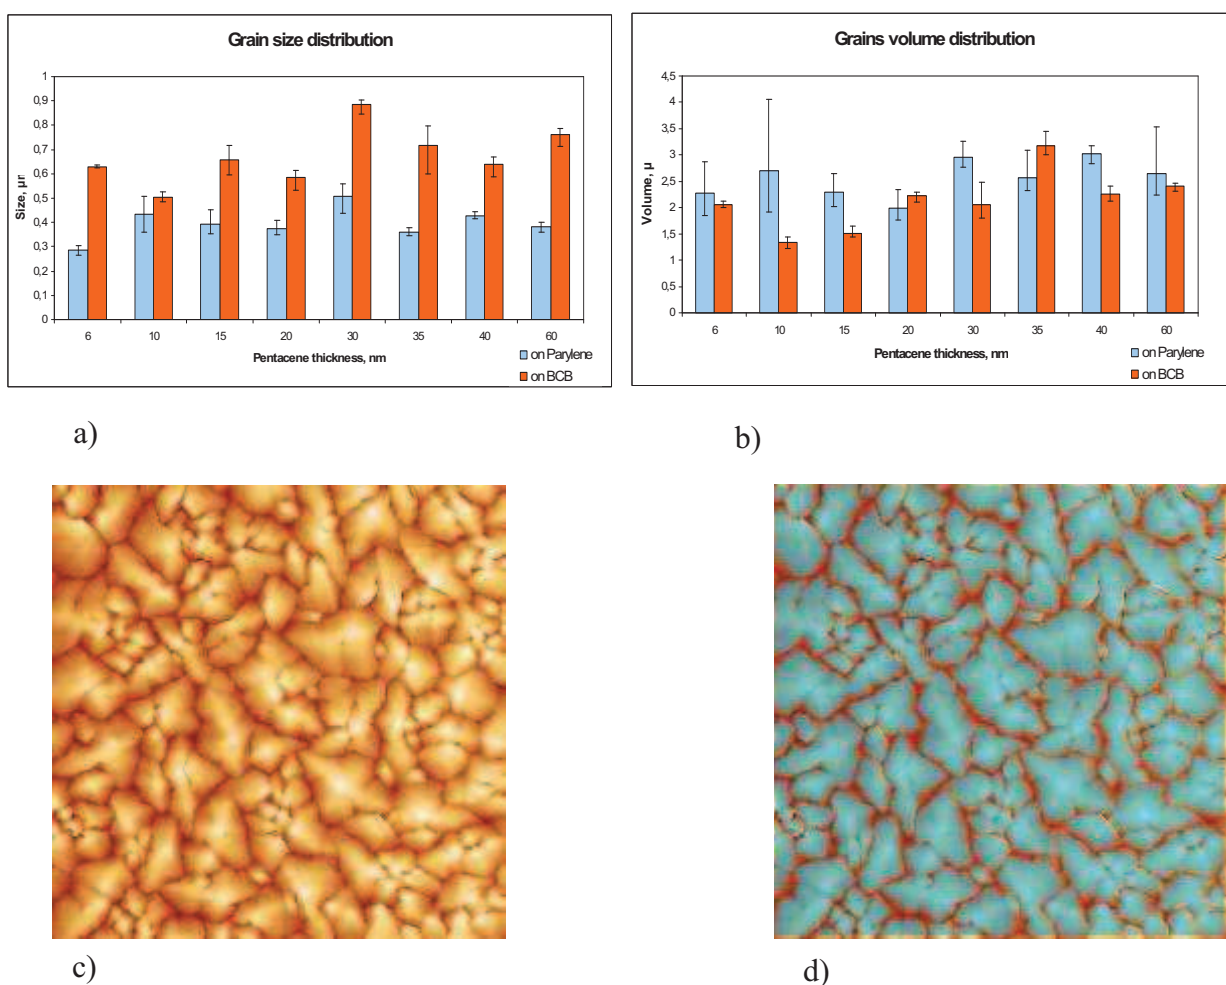 Grain size distribution
1
0,9
0,8
0,7
0,6
0,5
0,4
0,3
0,2
0,1
0
Size, µm
6 10 15 20 30 35 40 60
Pentacene thickness, nm
on Parylene
on BCB
a)
Grains volume distribution
4,5
4
3,5
3
2,5
2
1,5
1
0,5
0
Volume, µ
6 10 15 20 30 35 40 60
Pentacene thickness, nm
on Parylene
on BCB
b)
c)
d)